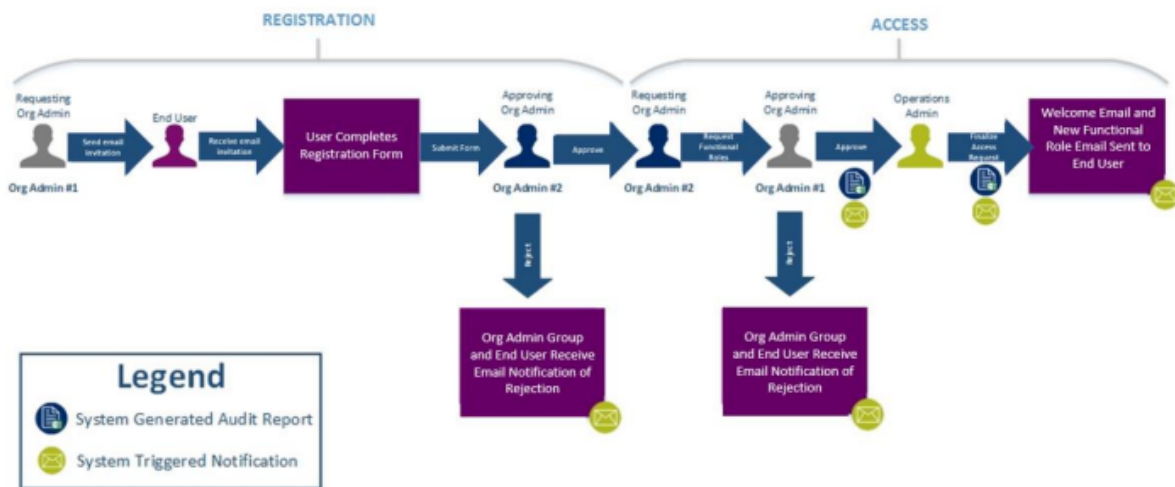 REGISTRATION
ACCESS
Requesting
Org Admin
Org Admin #1
Send email
invitation
End User
Receive email
invitation
User Completes
Registration Form
Submit Form
Approving
Org Admin
Org Admin #2
Approve
Requesting
Org Admin
Org Admin #2
Request
Functional
Roles
Approving
Org Admin
Org Admin #1
Approve
Operations
Admin
Finalize
Access
Request
Welcome Email and
New Functional
Role Email Sent to
End User
Reject
Org Admin Group
and End User Receive
Email Notification of
Rejection
Reject
Org Admin Group
and End User Receive
Email Notification of
Rejection
Legend
System Generated Audit Report
System Triggered Notification